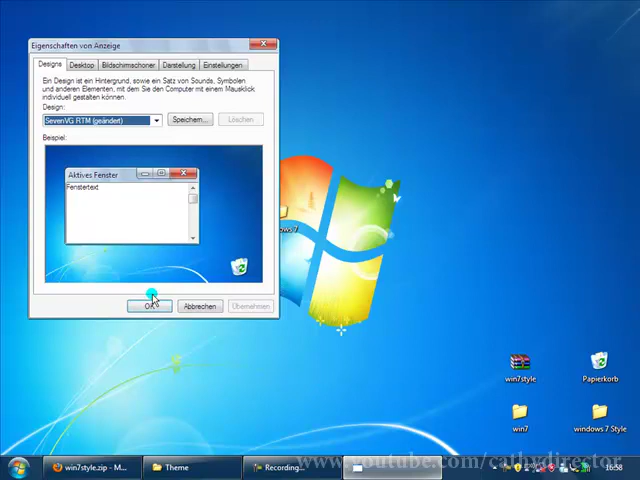 Eigenschaften von Anzeige
Designs Desktop Bildschirmschoner Darstellung Einstellungen
Ein Design ist ein Hintergrund, sowie ein Satz von Sounds, Symbolen
und anderen Elementen, mit dem Sie den Computer mit einem Mausklick
individuell gestalten können.
Design:
SevenVG RTM (geändert) Speichern... Löschen
Beispiel:
Aktives Fenster
Fenstertext
OK Abbrechen Übernehmen
win7style Papierkorb
win7 windows 7 Style
win7style.zip - M... Theme Recording... 16:58
www.youtube.com/cathydirector